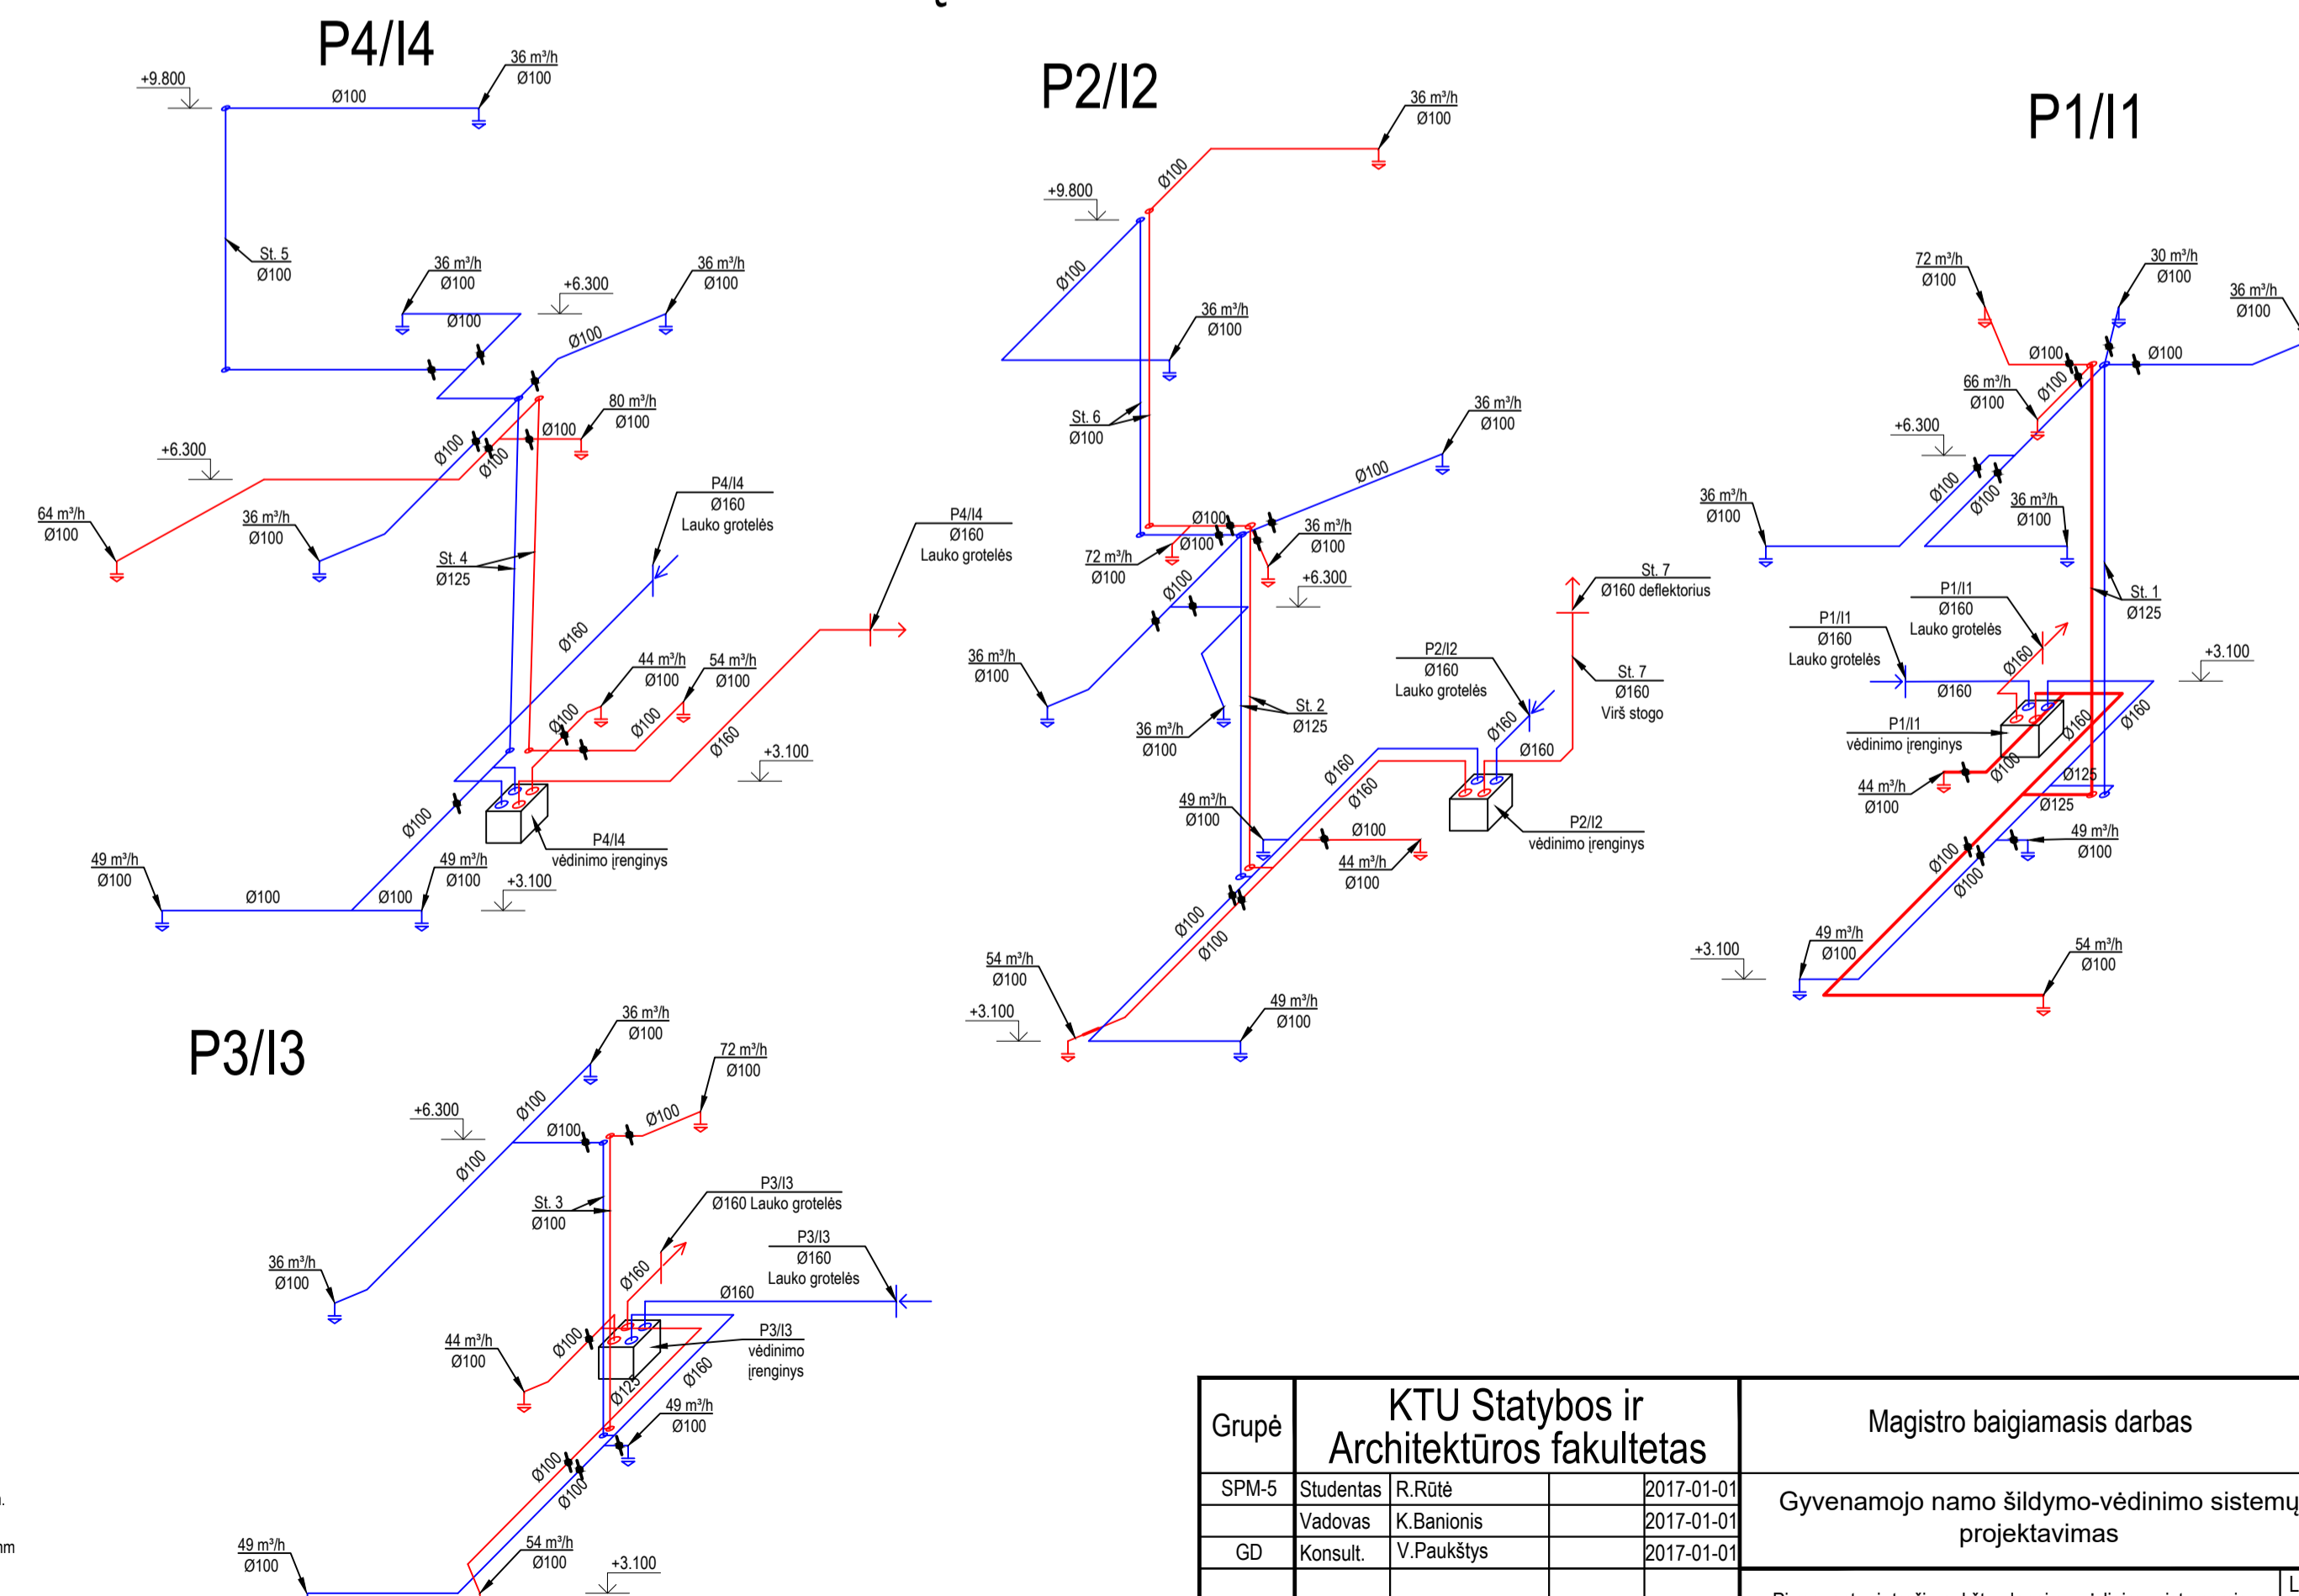 P4/I4
+9.800
Ø100
36 m³/h
Ø100
St. 5
Ø100
36 m³/h
Ø100
Ø100
+6.300
36 m³/h
Ø100
Ø100
80 m³/h
Ø100
Ø100
Ø100
Ø100
+6.300
64 m³/h
Ø100
36 m³/h
Ø100
St. 4
Ø125
P4/I4
Ø160
Lauko grotelės
P4/I4
Ø160
Lauko grotelės
Ø160
44 m³/h
Ø100
54 m³/h
Ø100
Ø100
Ø100
Ø160
+3.100
Ø100
P4/I4
vėdinimo įrenginys
49 m³/h
Ø100
Ø100
Ø100
49 m³/h
Ø100
+3.100
P2/I2
36 m³/h
Ø100
Ø100
+9.800
Ø100
36 m³/h
Ø100
St. 6
Ø100
36 m³/h
Ø100
Ø100
Ø100
Ø100
72 m³/h
Ø100
36 m³/h
Ø100
Ø100
+6.300
36 m³/h
Ø100
36 m³/h
Ø100
St. 2
Ø125
St. 7
Ø160 deflektorius
P2/I2
Ø160
Lauko grotelės
St. 7
Ø160
Virš stogo
Ø160
Ø160
Ø160
Ø160
49 m³/h
Ø100
Ø100
44 m³/h
Ø100
P2/I2
vėdinimo įrenginys
Ø100
Ø100
54 m³/h
Ø100
+3.100
49 m³/h
Ø100
P1/I1
72 m³/h
Ø100
30 m³/h
Ø100
36 m³/h
Ø100
Ø100
Ø100
Ø100
66 m³/h
Ø100
+6.300
Ø100
Ø100
36 m³/h
Ø100
36 m³/h
Ø100
St. 1
Ø125
P1/I1
Ø160
Lauko grotelės
P1/I1
Ø160
Lauko grotelės
Ø160
Ø160
+3.100
P1/I1
vėdinimo įrenginys
Ø160
Ø160
Ø100
Ø125
Ø125
44 m³/h
Ø100
49 m³/h
Ø100
Ø100
Ø100
+3.100
49 m³/h
Ø100
54 m³/h
Ø100
P3/I3
36 m³/h
Ø100
72 m³/h
Ø100
+6.300
Ø100
Ø100
Ø100
Ø100
St. 3
Ø100
P3/I3
Ø160 Lauko grotelės
P3/I3
Ø160
Lauko grotelės
36 m³/h
Ø100
Ø160
Ø160
44 m³/h
Ø100
Ø100
P3/I3
vėdinimo
įrenginys
Ø125
Ø160
49 m³/h
Ø100
Ø100
Ø100
49 m³/h
Ø100
54 m³/h
Ø100
+3.100
Grupė
KTU Statybos ir
Architektūros fakultetas
Magistro baigiamasis darbas
SPM-5 Studentas R.Rūtė 2017-01-01
Vadovas K.Banionis 2017-01-01
GD Konsult. V.Paukštys 2017-01-01
Gyvenamojo namo šildymo-vėdinimo sistemų
projektavimas